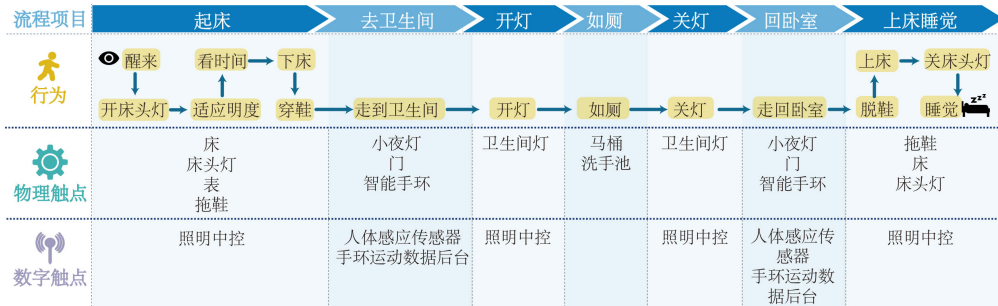 流程项目
起床
去卫生间
开灯
如厕
关灯
回卧室
上床睡觉
行为
醒来
看时间
下床
开床头灯
适应明度
穿鞋
走到卫生间
开灯
如厕
关灯
走回卧室
脱鞋
上床
关床头灯
睡觉
zzz
物理触点
床
床头灯
表
拖鞋
小夜灯
门
智能手环
卫生间灯
马桶
洗手池
卫生间灯
小夜灯
门
智能手环
拖鞋
床
床头灯
数字触点
照明中控
人体感应传感器
手环运动数据后台
照明中控
照明中控
人体感应传
感器
手环运动数
据后台
照明中控